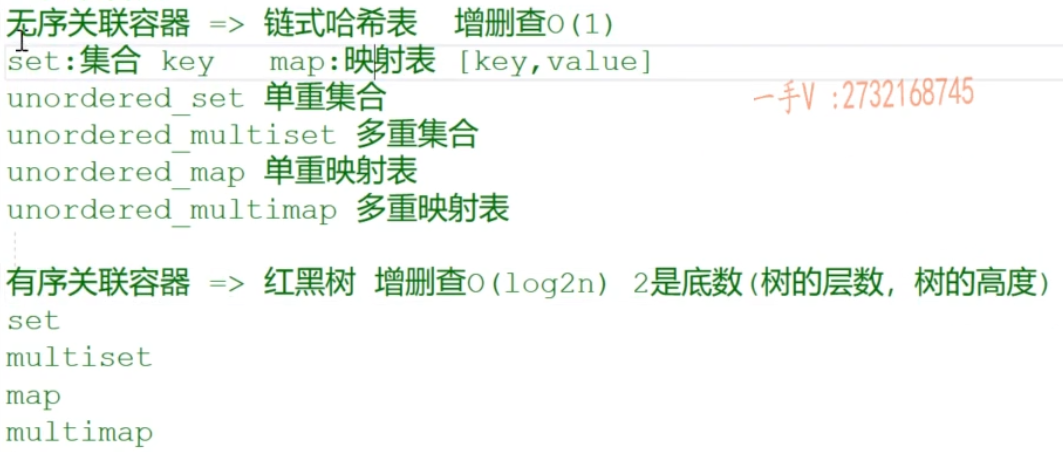 无序关联容器 => 链式哈希表 增删查O(1)
set:集合 key map:映射表 [key,value]
unordered_set 单重集合
一手V :2732168745
unordered_multiset 多重集合
unordered_map 单重映射表
unordered_multimap 多重映射表
有序关联容器 => 红黑树 增删查O(log2n) 2是底数(树的层数，树的高度)
set
multiset
map
multimap